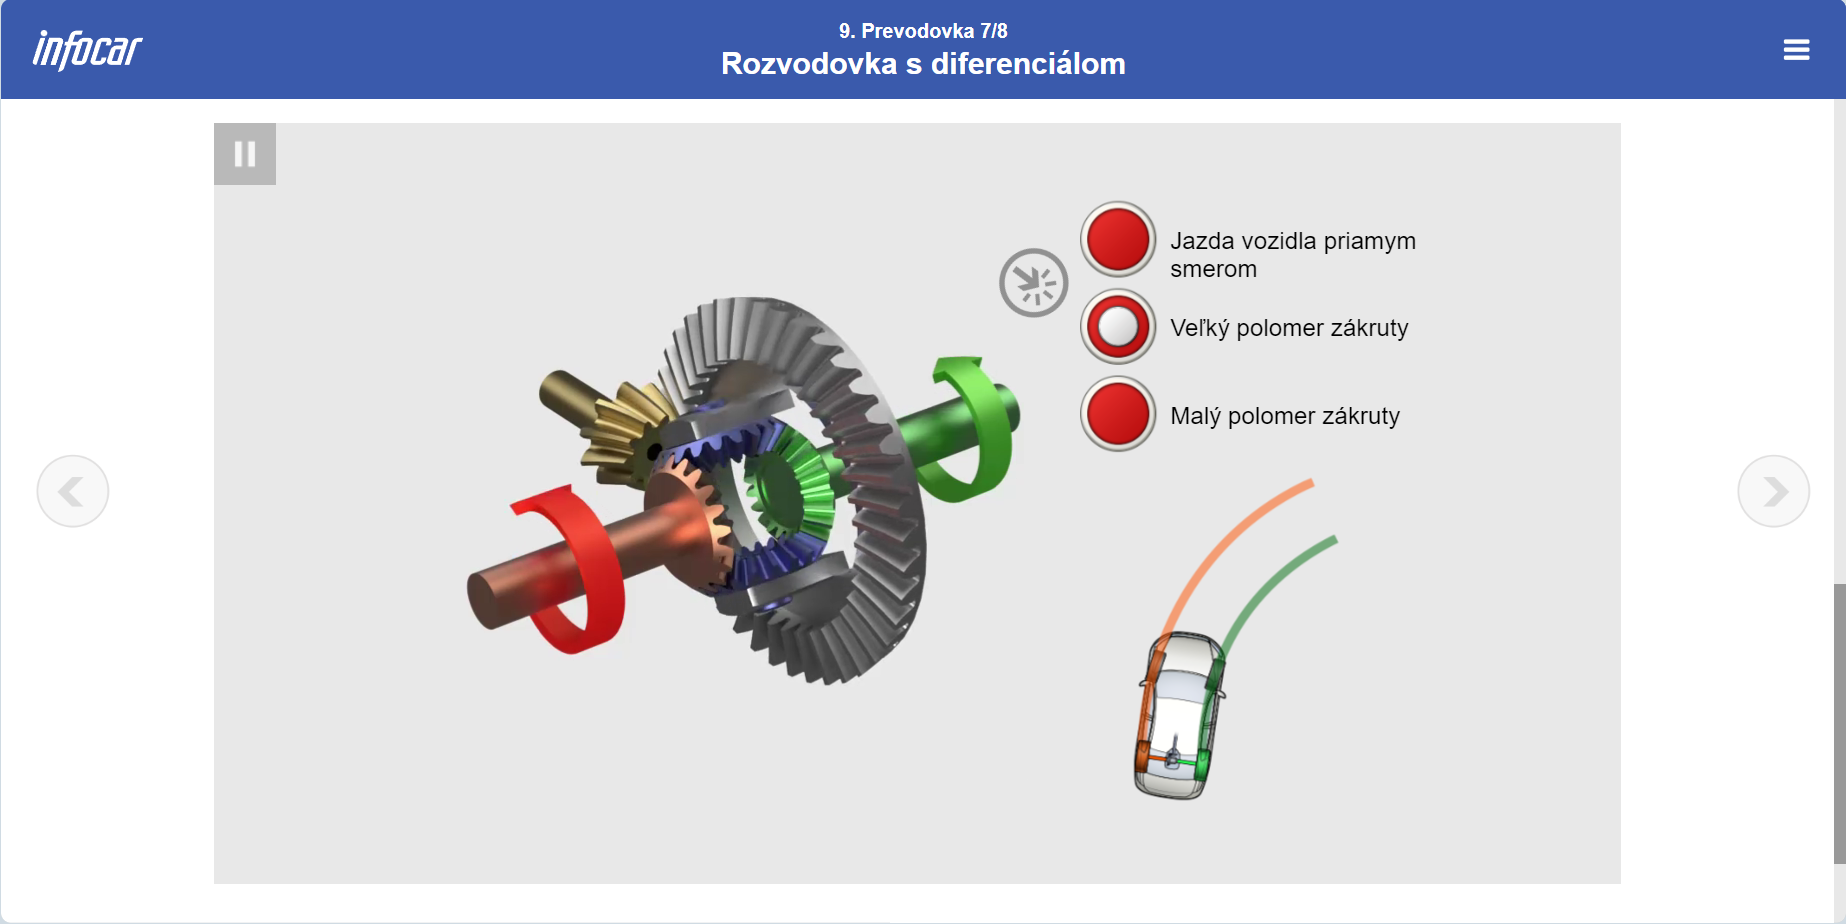 infocar
9. Prevodovka 7/8
Rozvodovka s diferenciálom
Jazda vozidla priamym
smerom
Veľký polomer zákruty
Malý polomer zákruty